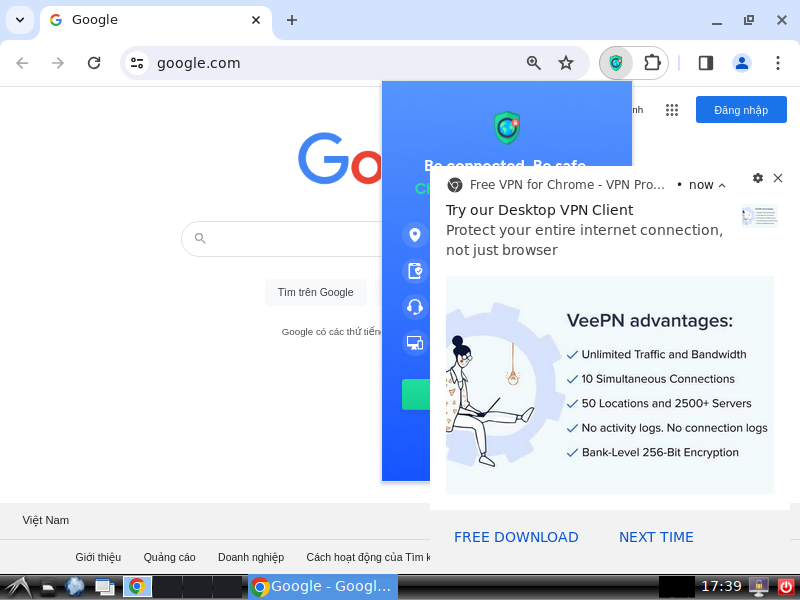 Google
google.com
nh
Đăng nhập
Go
Be connected. Be safe.
Free VPN for Chrome - VPN Pro... • now
Try our Desktop VPN Client
Protect your entire internet connection,
not just browser
VeePN advantages:
Unlimited Traffic and Bandwidth
10 Simultaneous Connections
50 Locations and 2500+ Servers
No activity logs. No connection logs
Bank-Level 256-Bit Encryption
Tìm trên Google
Google có các thứ tiến
FREE DOWNLOAD
NEXT TIME
Việt Nam
Giới thiệu
Quảng cáo
Doanh nghiệp
Cách hoạt động của Tìm k
Google - Googl...
17:39